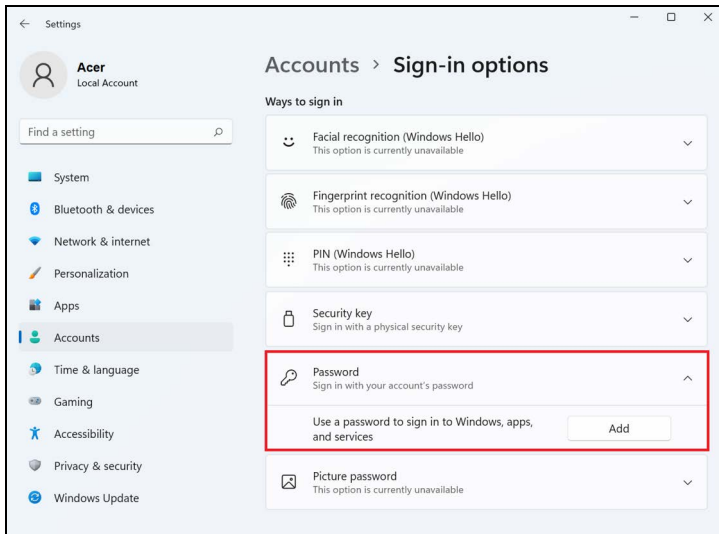 Settings
Acer
Local Account
Find a setting
System
Bluetooth & devices
Network & internet
Personalization
Apps
Accounts
Time & language
Gaming
Accessibility
Privacy & security
Windows Update
Accounts > Sign-in options
Ways to sign in
Facial recognition (Windows Hello)
This option is currently unavailable
Fingerprint recognition (Windows Hello)
This option is currently unavailable
PIN (Windows Hello)
This option is currently unavailable
Security key
Sign in with a physical security key
Password
Sign in with your account's password
Use a password to sign in to Windows, apps,
and services
Add
Picture password
This option is currently unavailable